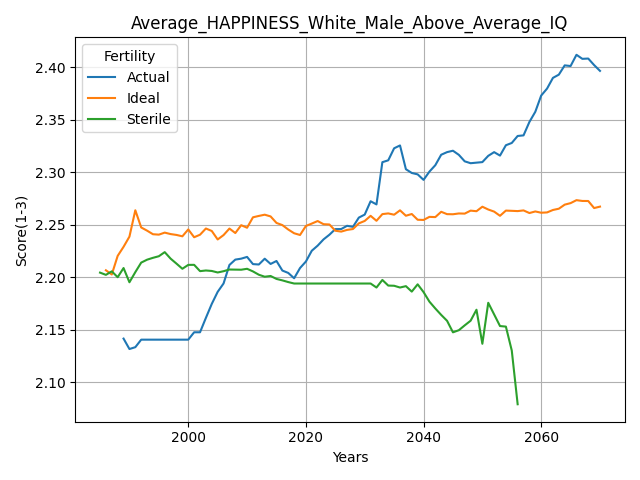 Average_HAPPINESS_White_Male_Above_Average_IQ
Fertility
Actual
Ideal
Sterile
2.40
2.35
2.30
2.25
2.20
2.15
2.10
Score(1-3)
2000
2020
2040
2060
Years